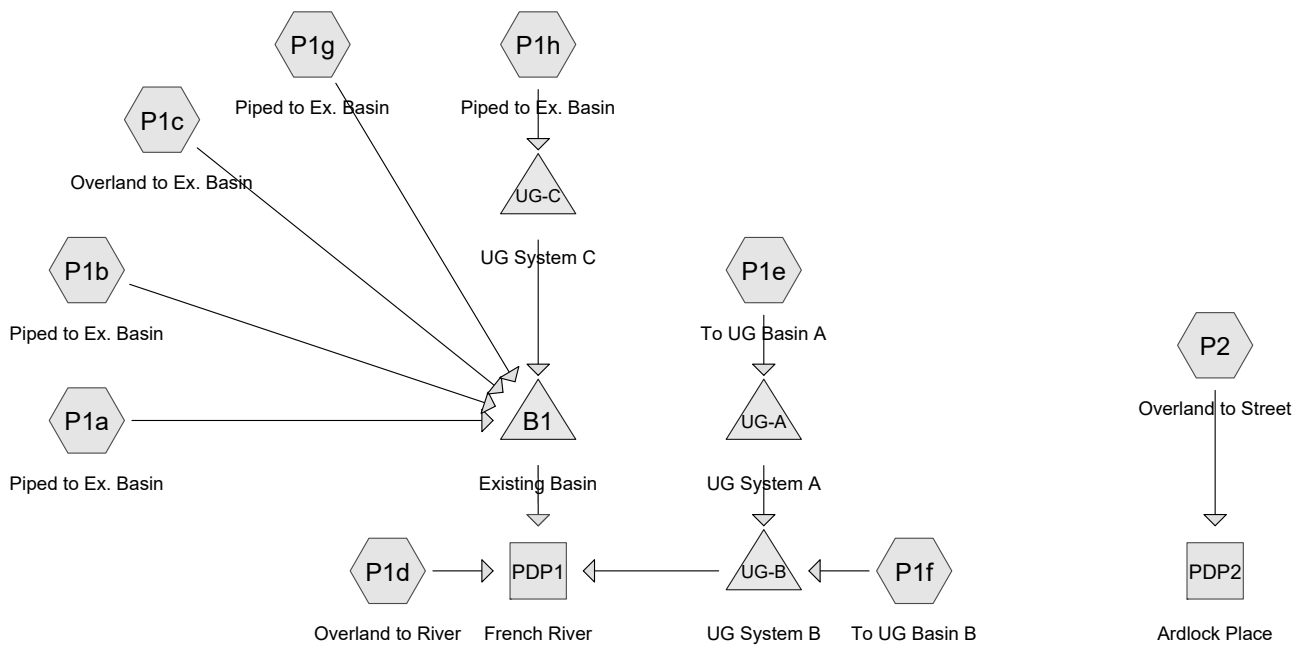 P1g
Piped to Ex. Basin
P1h
Piped to Ex. Basin
P1c
Overland to Ex. Basin
UG-C
UG System C
P1b
Piped to Ex. Basin
P1e
To UG Basin A
P2
Overland to Street
P1a
Piped to Ex. Basin
B1
Existing Basin
UG-A
UG System A
P1d
Overland to River
PDP1
French River
UG-B
UG System B
P1f
To UG Basin B
PDP2
Ardlock Place